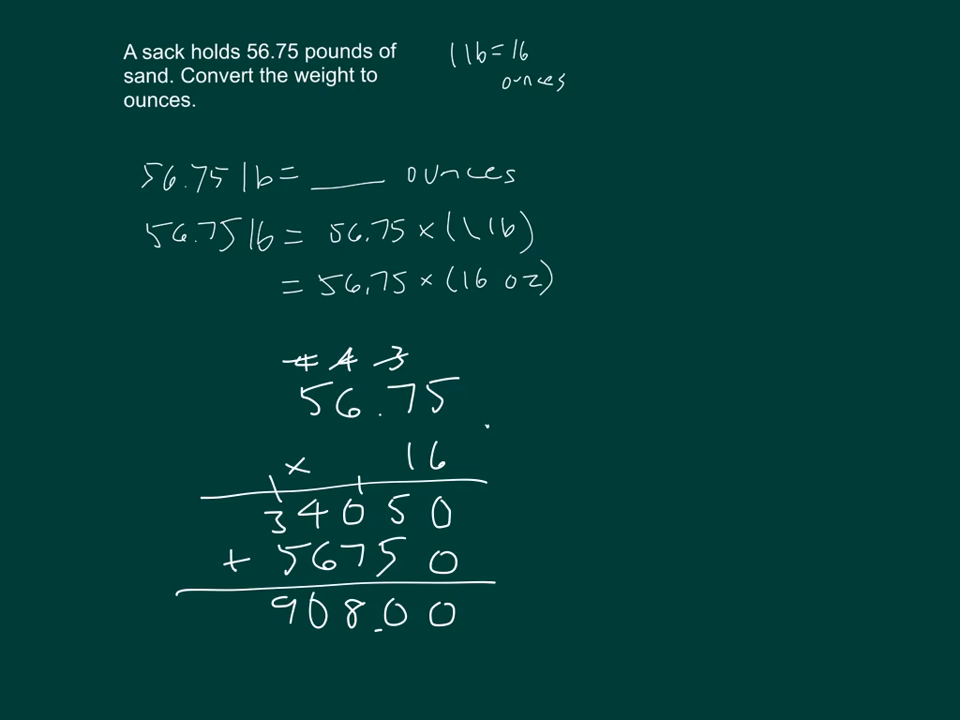 A sack holds 56.75 pounds of
sand. Convert the weight to
ounces.
1 lb = 16
ounces
56.75 lb = ____ ounces
56.75 lb = 56.75 × (1 lb)
= 56.75 × (16 oz)
4 4 3
56.75
× 16
1 1
34050
+ 56750
908.00